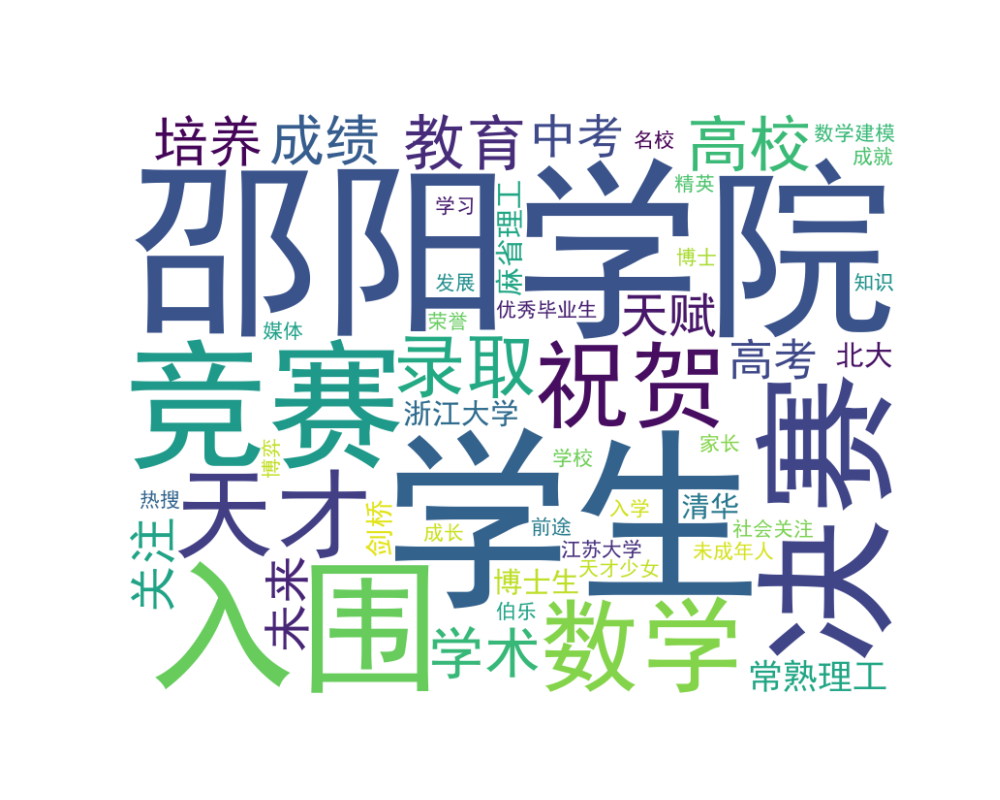 培养
成绩
教育
中考
名校
高校
数学建模
成就
邵阳学院
学习
麻省理工
精英
博士
发展
知识
优秀毕业生
天赋
荣誉
媒体
竞赛
录取
祝贺
高考
北大
浙江大学
决赛
学生
家长
学校
博弈
热搜
天才
剑桥
成长
前途
入学
清华
社会关注
关注
江苏大学
未成年人
天才少女
未来
博士生
入围
伯乐
学术
数学
常熟理工